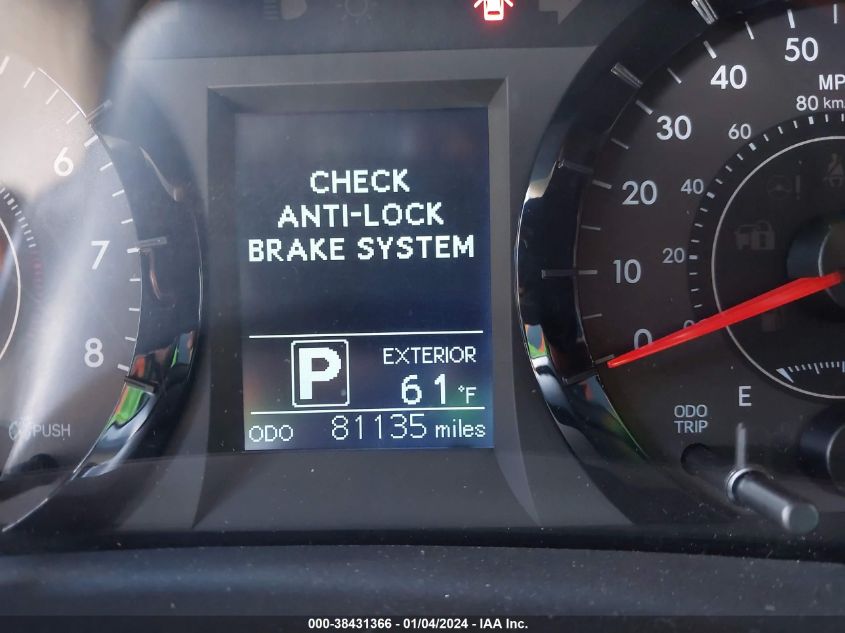 CHECK
ANTI-LOCK
BRAKE SYSTEM
P
EXTERIOR
61°F
ODO 81135 miles
6
7
8
PUSH
50
40
30
20
10
0
80 km/
60
40
20
ODO
TRIP
E
000-38431366 - 01/04/2024 - IAA Inc.